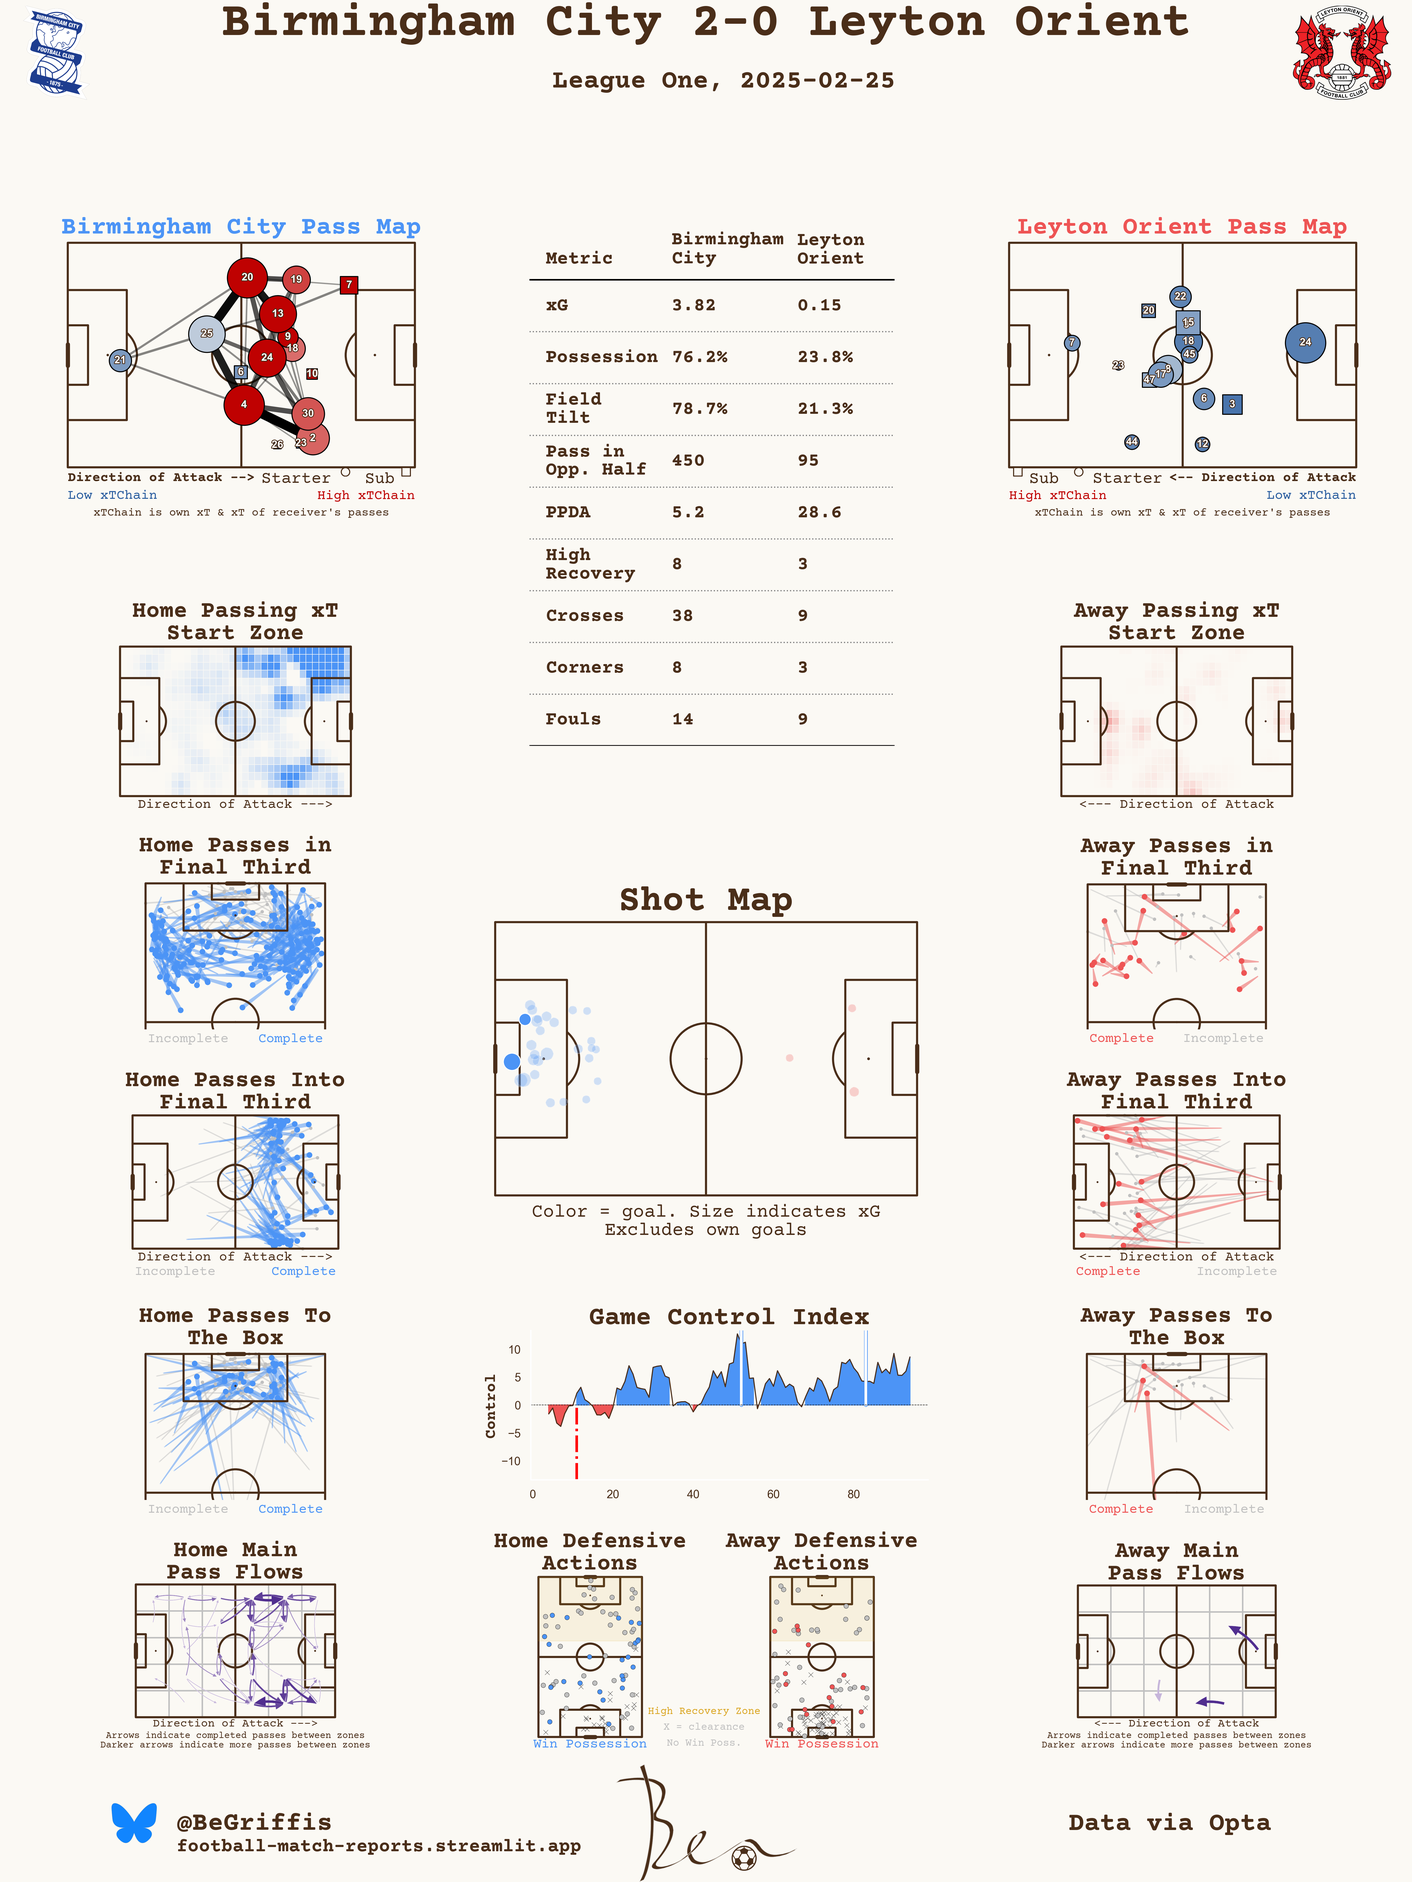 Birmingham City 2-0 Leyton Orient
League One, 2025-02-25
BIRMINGHAM CITY
FOOTBALL CLUB
1875
LEYTON ORIENT
1881
FOOTBALL CLUB
Birmingham City Pass Map
20
19
7
13
25
9
18
24
21
6
10
4
30
2
26
23
Direction of Attack --> Starter Sub
Low xTChain High xTChain
xTChain is own xT & xT of receiver's passes
Metric Birmingham City Leyton Orient
xG 3.82 0.15
Possession 76.2% 23.8%
Field Tilt 78.7% 21.3%
Pass in Opp. Half 450 95
PPDA 5.2 28.6
High Recovery 8 3
Crosses 38 9
Corners 8 3
Fouls 14 9
Leyton Orient Pass Map
22
20
15
7
18
24
45
23
47
17
6
3
44
12
Sub Starter <-- Direction of Attack
High xTChain Low xTChain
xTChain is own xT & xT of receiver's passes
Home Passing xT
Start Zone
Direction of Attack --->
Away Passing xT
Start Zone
<--- Direction of Attack
Home Passes in
Final Third
Incomplete Complete
Away Passes in
Final Third
Complete Incomplete
Shot Map
Color = goal. Size indicates xG
Excludes own goals
Home Passes Into
Final Third
Direction of Attack --->
Incomplete Complete
Away Passes Into
Final Third
<--- Direction of Attack
Complete Incomplete
Home Passes To
The Box
Incomplete Complete
Game Control Index
Control
10
5
0
−5
−10
0 20 40 60 80
Away Passes To
The Box
Complete Incomplete
Home Main
Pass Flows
Direction of Attack --->
Arrows indicate completed passes between zones
Darker arrows indicate more passes between zones
Home Defensive
Actions
Win Possession
High Recovery Zone
X = clearance
No Win Poss.
Away Defensive
Actions
Win Possession
Away Main
Pass Flows
<--- Direction of Attack
Arrows indicate completed passes between zones
Darker arrows indicate more passes between zones
@BeGriffis
football-match-reports.streamlit.app
Ben
Data via Opta